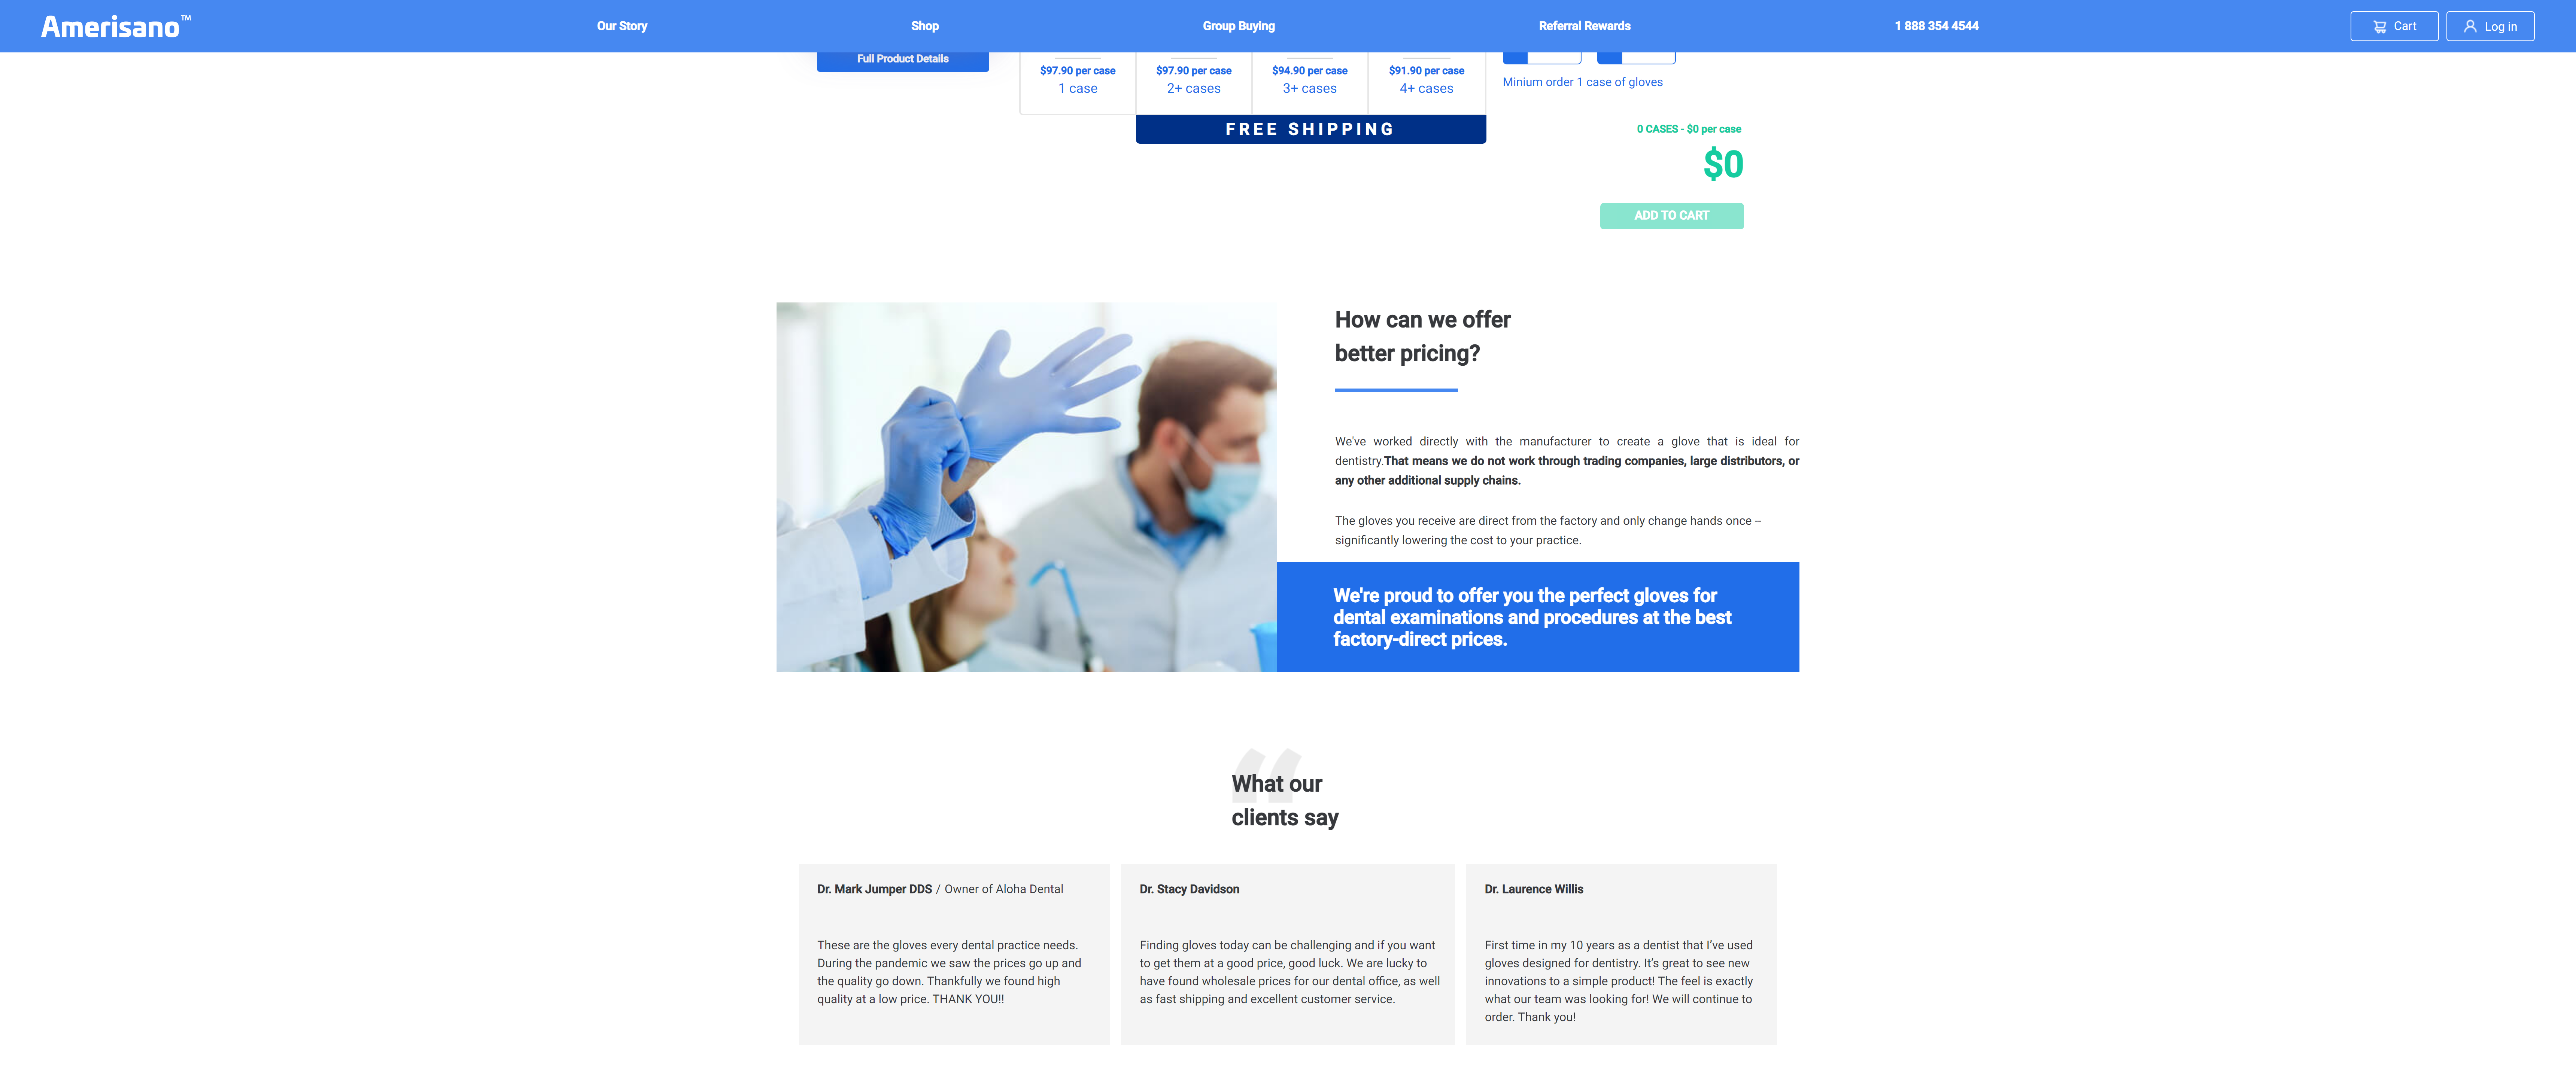 Amerisano™
Our Story
Shop
Group Buying
Referral Rewards
1 888 354 4544
Cart
Log in
Full Product Details
$97.90 per case
1 case
$97.90 per case
2+ cases
$94.90 per case
3+ cases
$91.90 per case
4+ cases
FREE SHIPPING
Minium order 1 case of gloves
0 CASES - $0 per case
$0
ADD TO CART
How can we offer
better pricing?
We've worked directly with the manufacturer to create a glove that is ideal for
dentistry.That means we do not work through trading companies, large distributors, or
any other additional supply chains.
The gloves you receive are direct from the factory and only change hands once –
significantly lowering the cost to your practice.
We're proud to offer you the perfect gloves for
dental examinations and procedures at the best
factory-direct prices.
“
What our
clients say
Dr. Mark Jumper DDS / Owner of Aloha Dental
These are the gloves every dental practice needs.
During the pandemic we saw the prices go up and
the quality go down. Thankfully we found high
quality at a low price. THANK YOU!!
Dr. Stacy Davidson
Finding gloves today can be challenging and if you want
to get them at a good price, good luck. We are lucky to
have found wholesale prices for our dental office, as well
as fast shipping and excellent customer service.
Dr. Laurence Willis
First time in my 10 years as a dentist that I’ve used
gloves designed for dentistry. It’s great to see new
innovations to a simple product! The feel is exactly
what our team was looking for! We will continue to
order. Thank you!